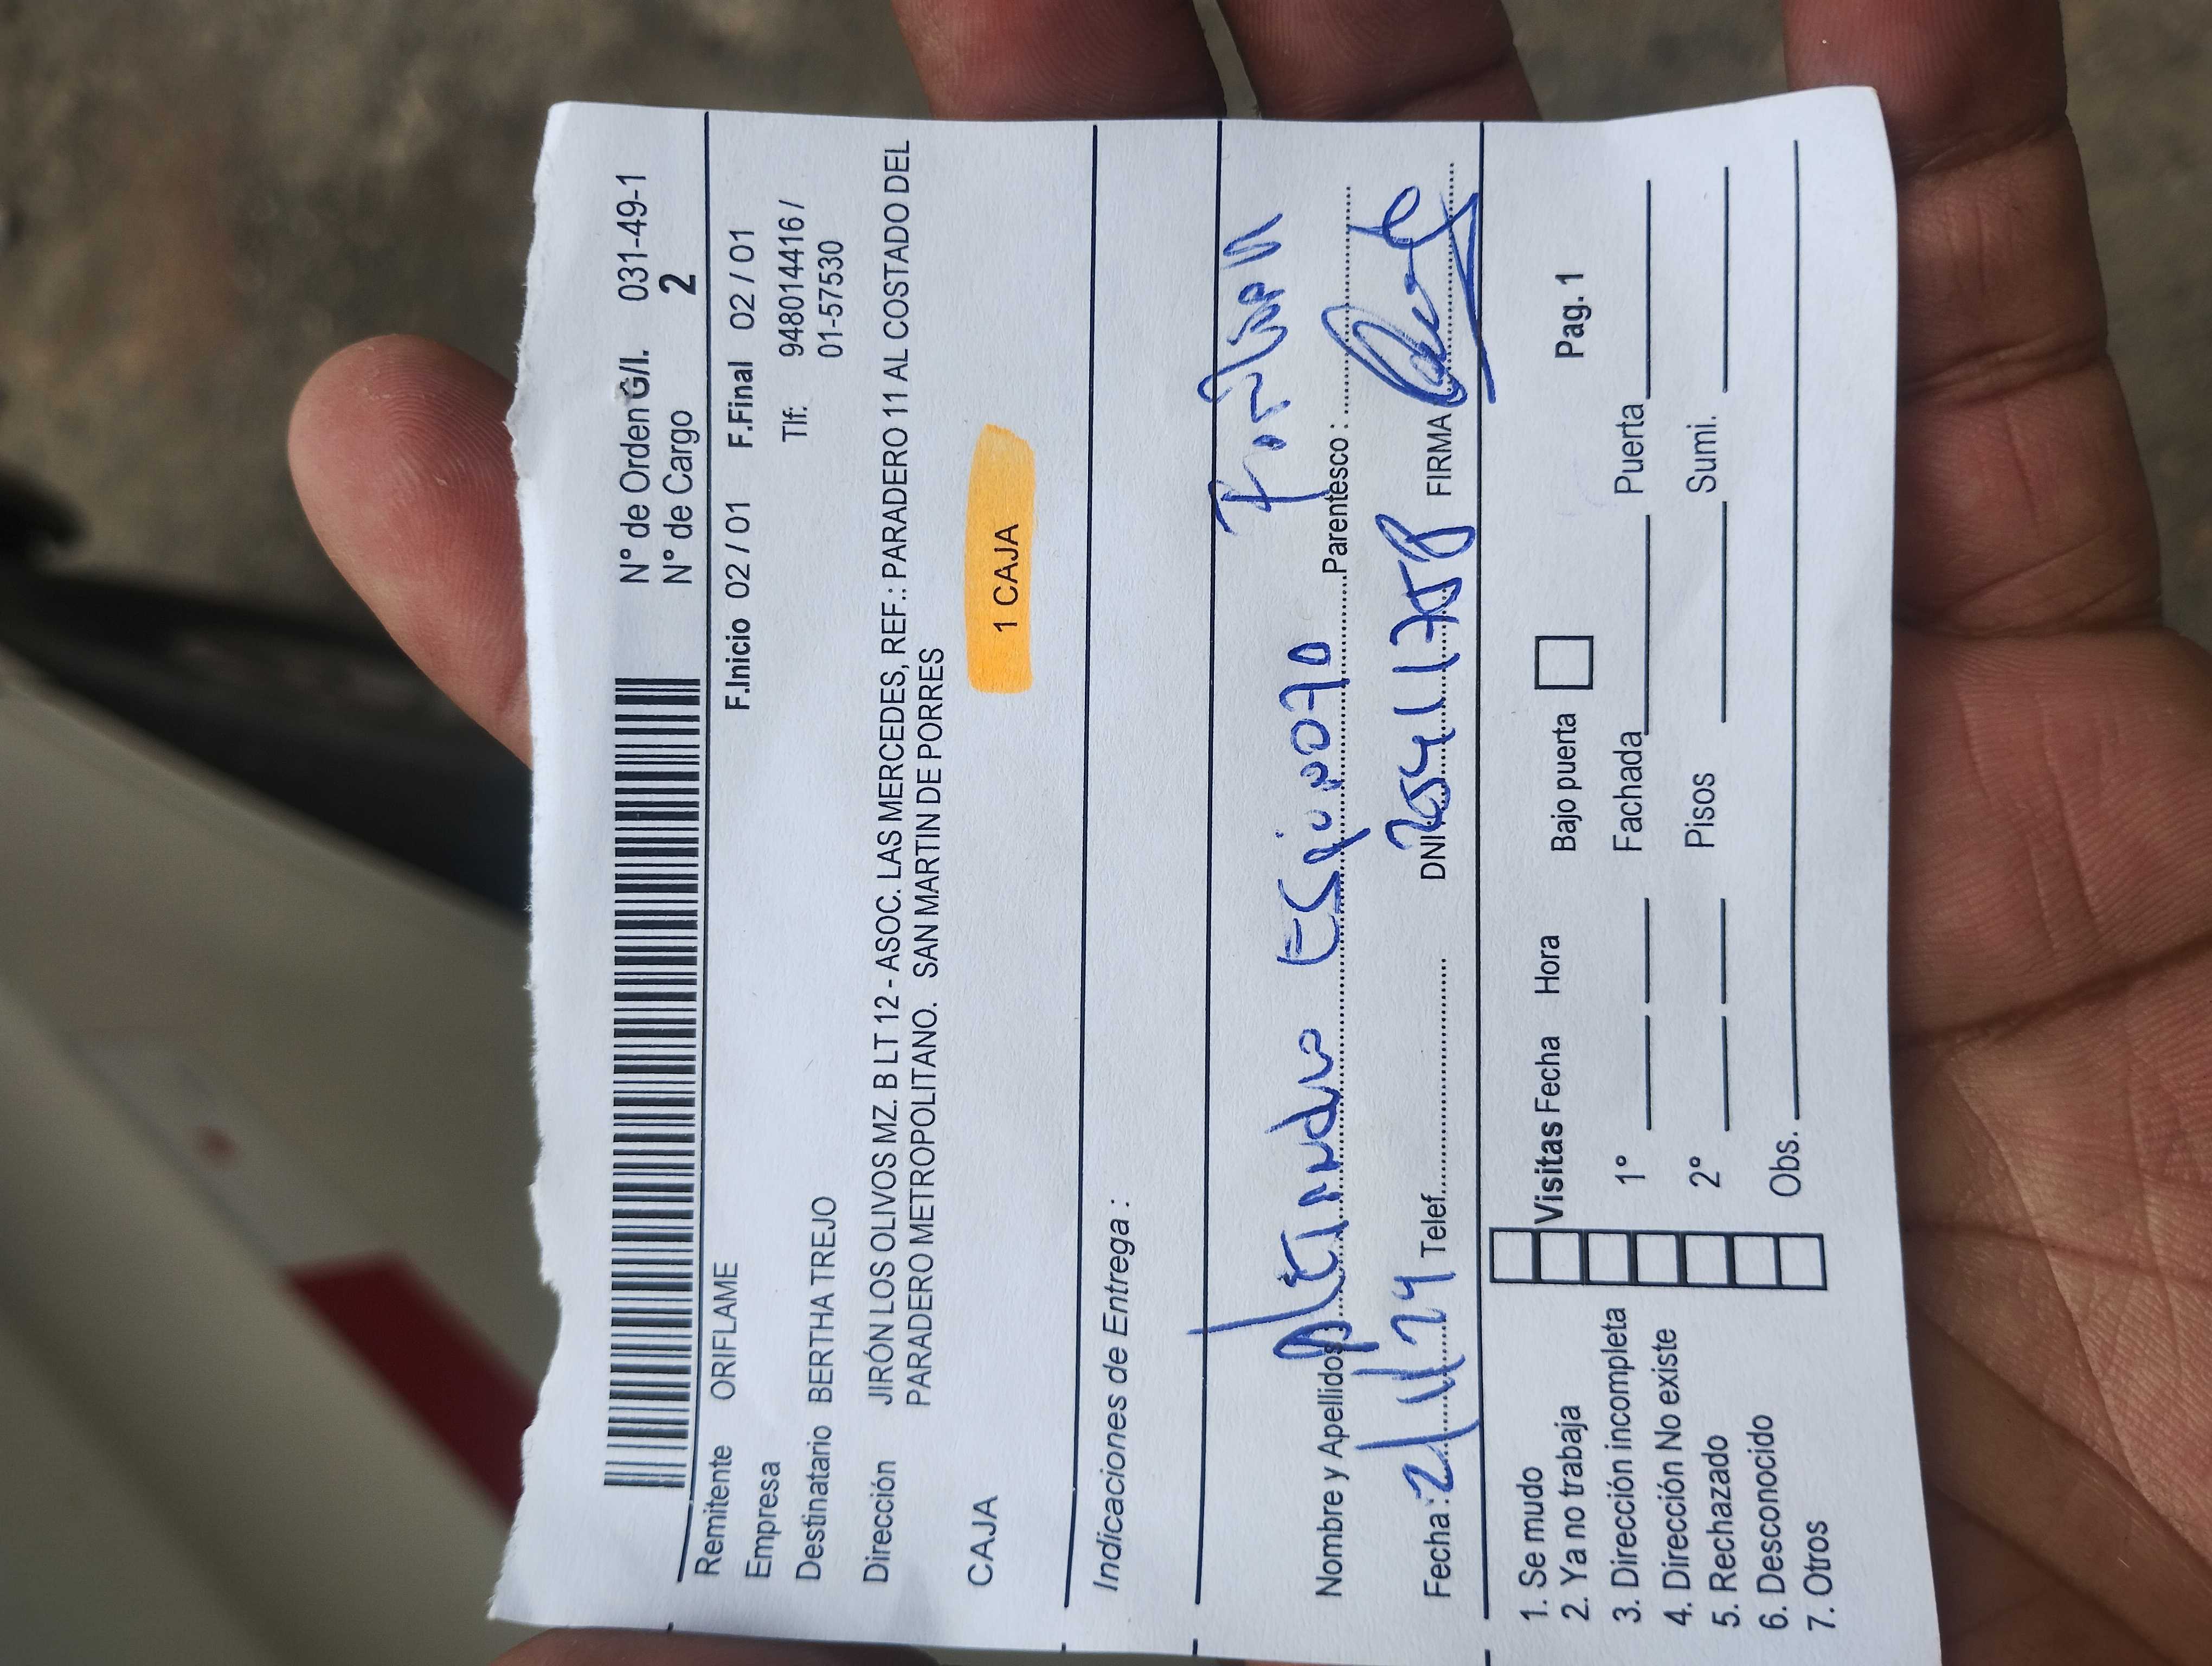 N° de Orden G/I. 031-49-1
N° de Cargo 2
Remitente ORIFLAME F.Inicio 02 / 01 F.Final 02 / 01
Empresa Tlf: 948014416 /
01-57530
Destinatario BERTHA TREJO
Dirección JIRÓN LOS OLIVOS MZ. B LT 12 - ASOC. LAS MERCEDES, REF.: PARADERO 11 AL COSTADO DEL
PARADERO METROPOLITANO. SAN MARTIN DE PORRES
CAJA 1 CAJA
Indicaciones de Entrega :
Nombre y Apellidos Espinoza Parentesco :
Fecha: 2/1/24 Telef. DNI FIRMA
1. Se mudo
2. Ya no trabaja
3. Dirección incompleta
4. Dirección No existe
5. Rechazado
6. Desconocido
7. Otros
Visitas Fecha Hora Bajo puerta Pag. 1
1° Fachada Puerta
2° Pisos Sumi.
Obs.